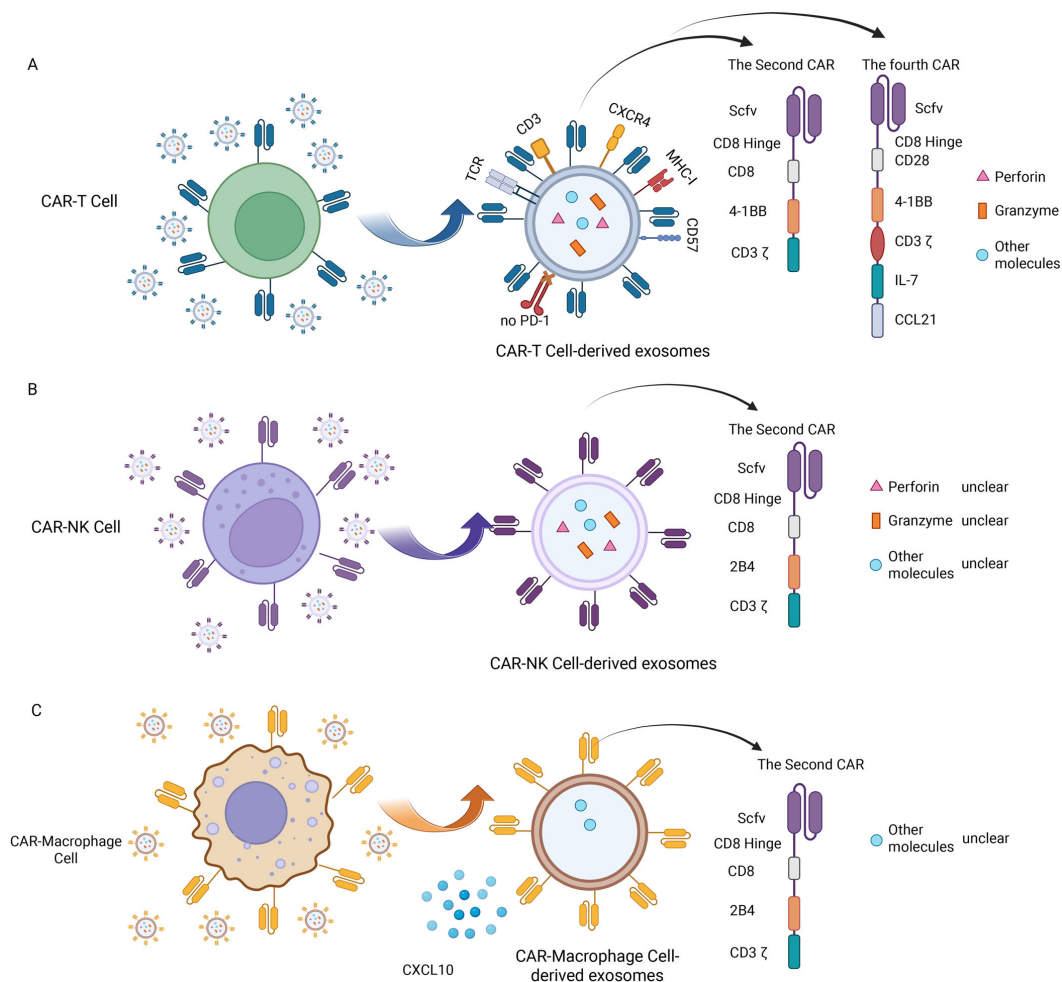 A
CAR-T Cell
TCR
CD3
CXCR4
MHC-I
CD57
no PD-1
CAR-T Cell-derived exosomes
The Second CAR
Scfv
CD8 Hinge
CD8
4-1BB
CD3 ζ
The fourth CAR
Scfv
CD8 Hinge
CD28
4-1BB
CD3 ζ
IL-7
CCL21
Perforin
Granzyme
Other
molecules
B
CAR-NK Cell
CAR-NK Cell-derived exosomes
The Second CAR
Scfv
CD8 Hinge
CD8
2B4
CD3 ζ
Perforin unclear
Granzyme unclear
Other
molecules unclear
C
CAR-Macrophage
Cell
CXCL10
CAR-Macrophage Cell-
derived exosomes
The Second CAR
Scfv
CD8 Hinge
CD8
2B4
CD3 ζ
Other
molecules unclear